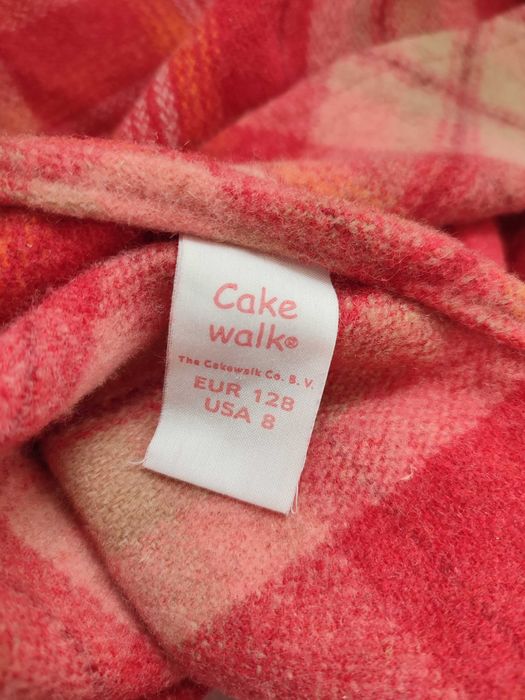 Cake
walk®
The Cakewalk Co. B. V.
EUR 128
USA 8